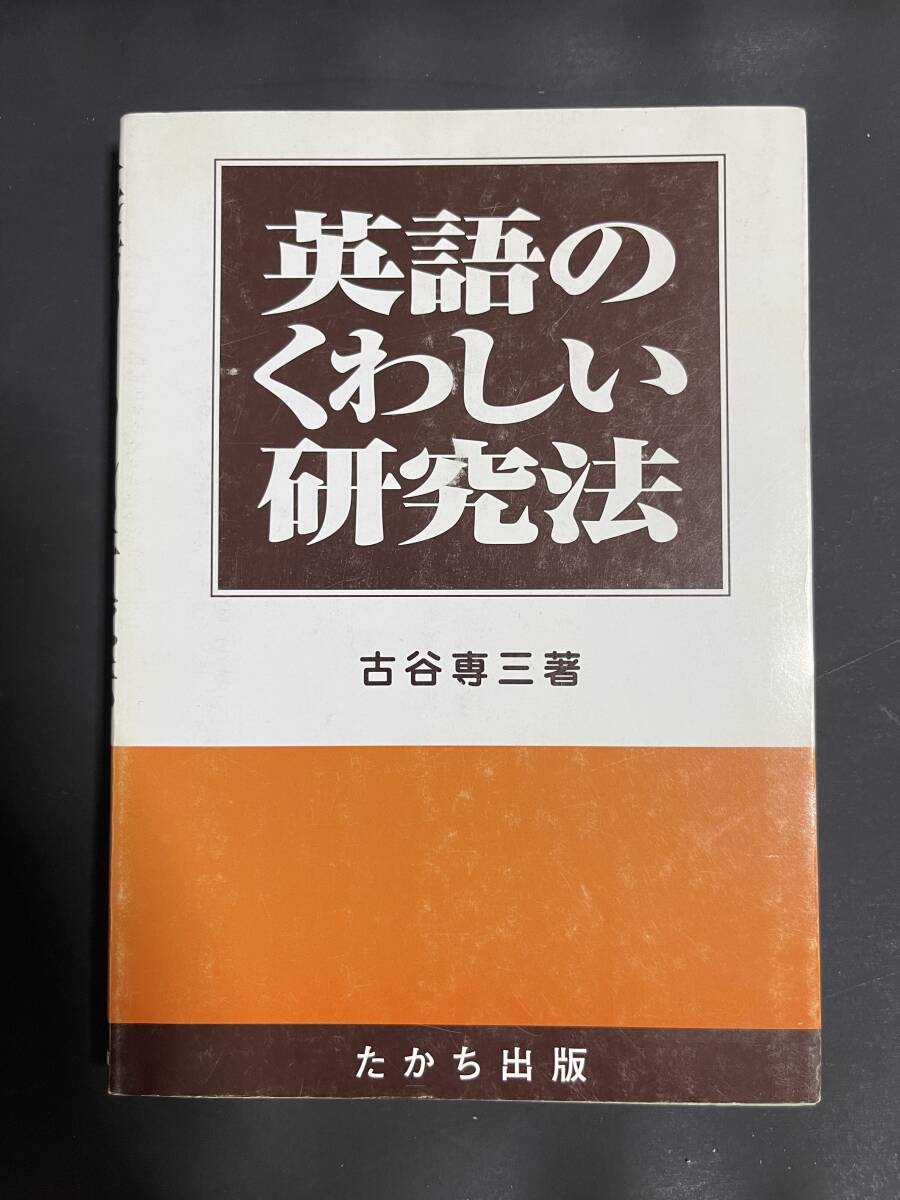 英語の
くわしい
研究法
古谷専三著
たかち出版